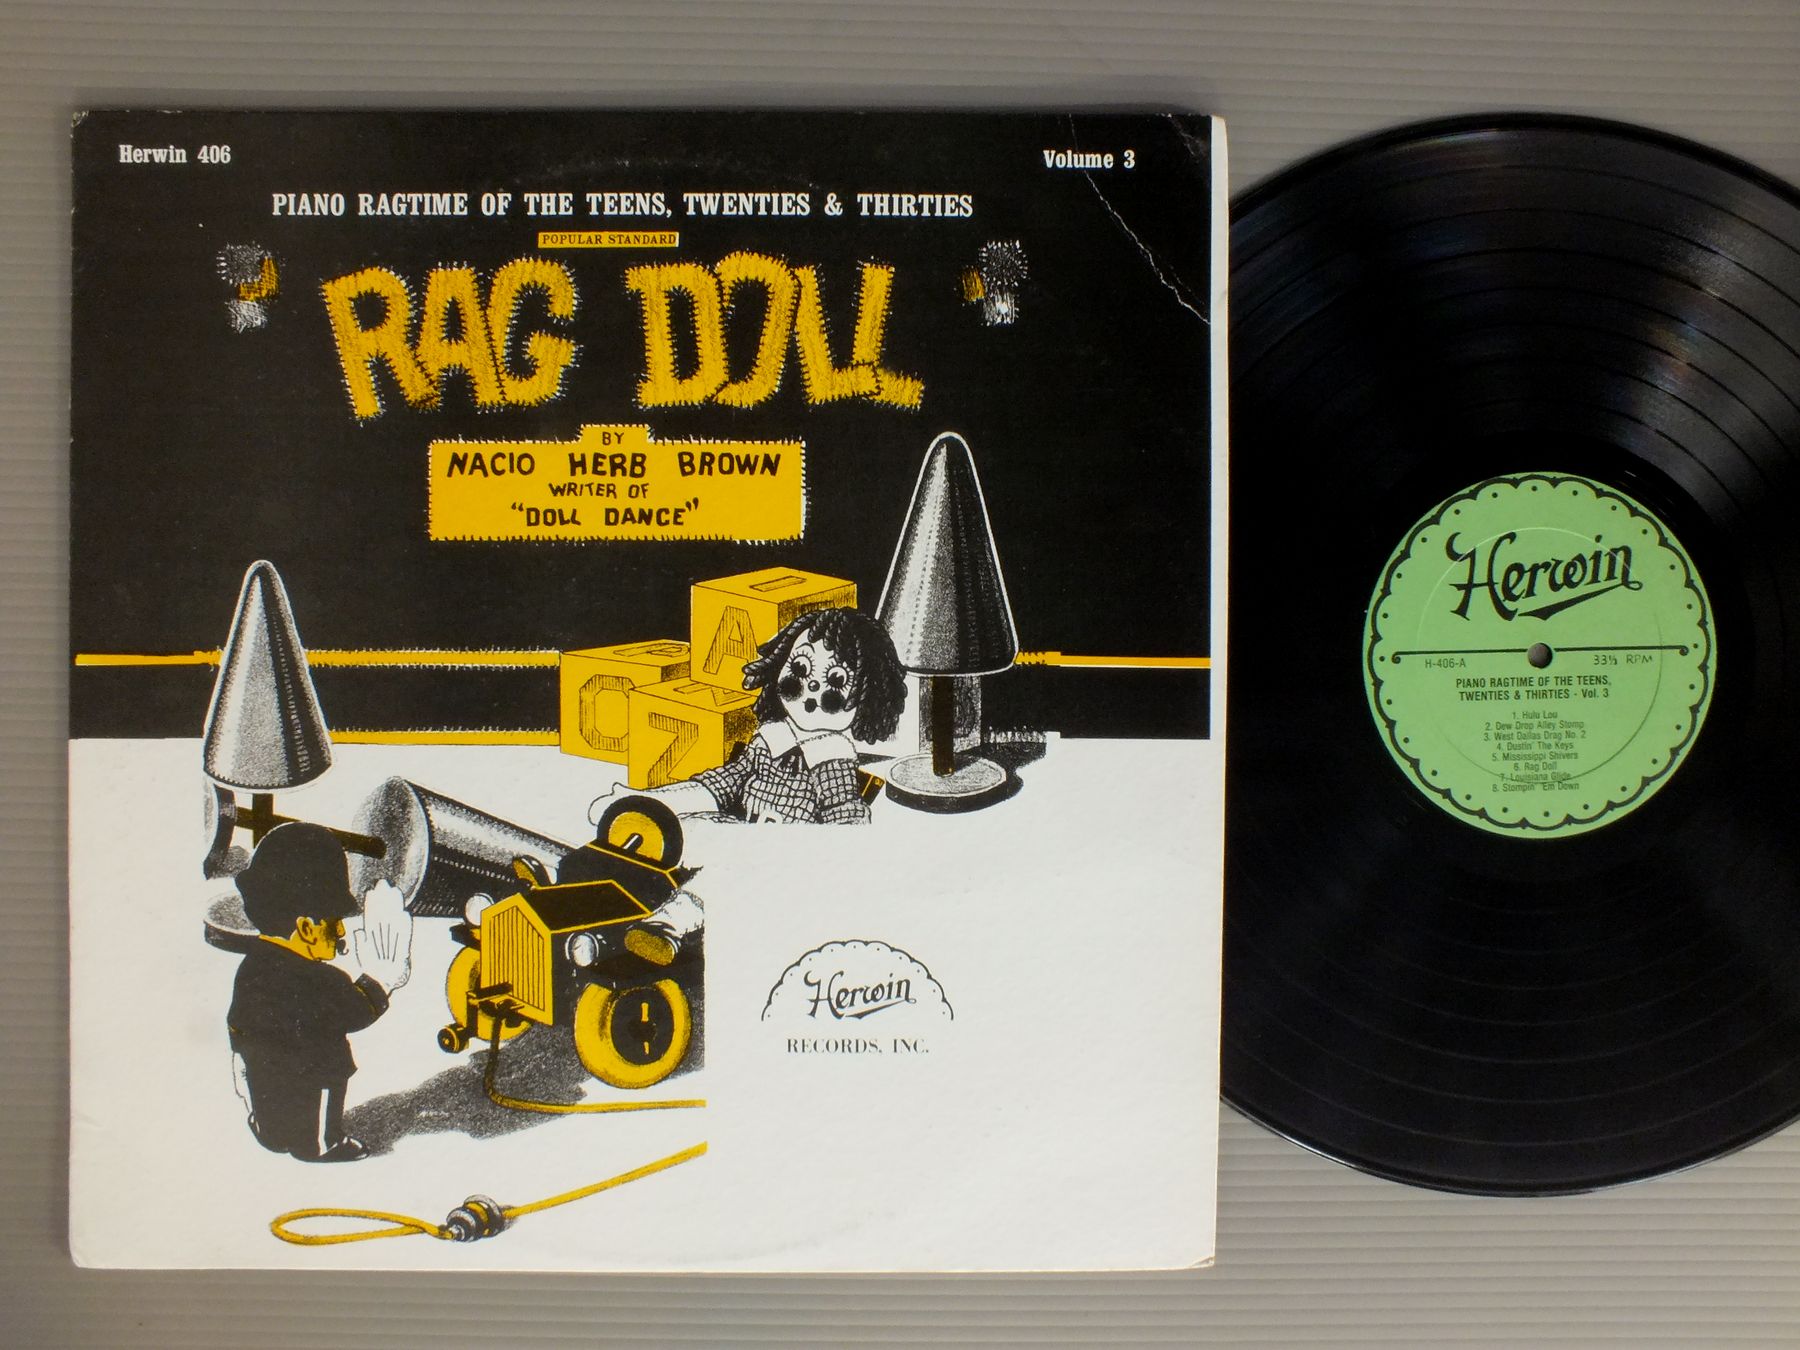 Herwin 406
Volume 3
PIANO RAGTIME OF THE TEENS, TWENTIES & THIRTIES
POPULAR STANDARD
"RAG DOLL"
BY
NACIO HERB BROWN
WRITER OF
"DOLL DANCE"
A
Z
Herwin
RECORDS, INC.
Herwin
H-406-A
33⅓ RPM
PIANO RAGTIME OF THE TEENS,
TWENTIES & THIRTIES - Vol. 3
1. Hulu Lou
2. Dew Drop Alley Stomp
3. West Dallas Drag No. 2
4. Dustin' The Keys
5. Mississippi Shivers
6. Rag Doll
7. Louisiana Glide
8. Stompin' 'Em Down